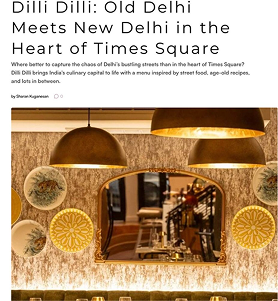 Dilli Dilli: Old Delhi
Meets New Delhi in the
Heart of Times Square
Where better to capture the chaos of Delhi's bustling streets than in the heart of Times Square?
Dilli Dilli brings India's culinary capital to life with a menu inspired by street food, age-old recipes,
and lots in between.
by Sharan Kuganesan 0